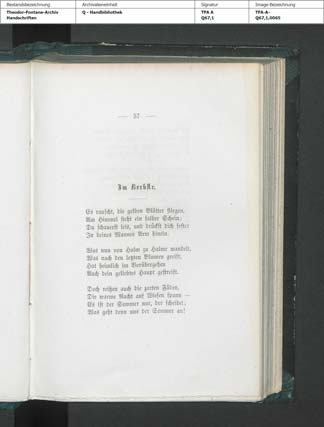 Bestandsbezeichnung
Archivalieneinheit
Signatur
Image-Bezeichnung
Theodor-Fontane-Archiv
Handschriften
Q - Handbibliothek
TFA A
Q67,1
TFA-A-
Q67,1,0065
— 57 —
Im Herbste.
Es rauscht, die gelben Blätter fliegen,
Am Himmel steht ein falber Schein;
Du schauerst leis, und drückst dich fester
In deines Mannes Arm hinein.
Was nun von Halm zu Halme wandelt,
Was nach den letzten Blumen greift,
Hat heimlich im Vorübergehen
Auch dein geliebtes Haupt gestreift.
Doch reißen auch die zarten Fäden,
Die warme Nacht auf Wiesen spann —
Es ist der Sommer nur, der scheidet;
Was geht denn uns der Sommer an!